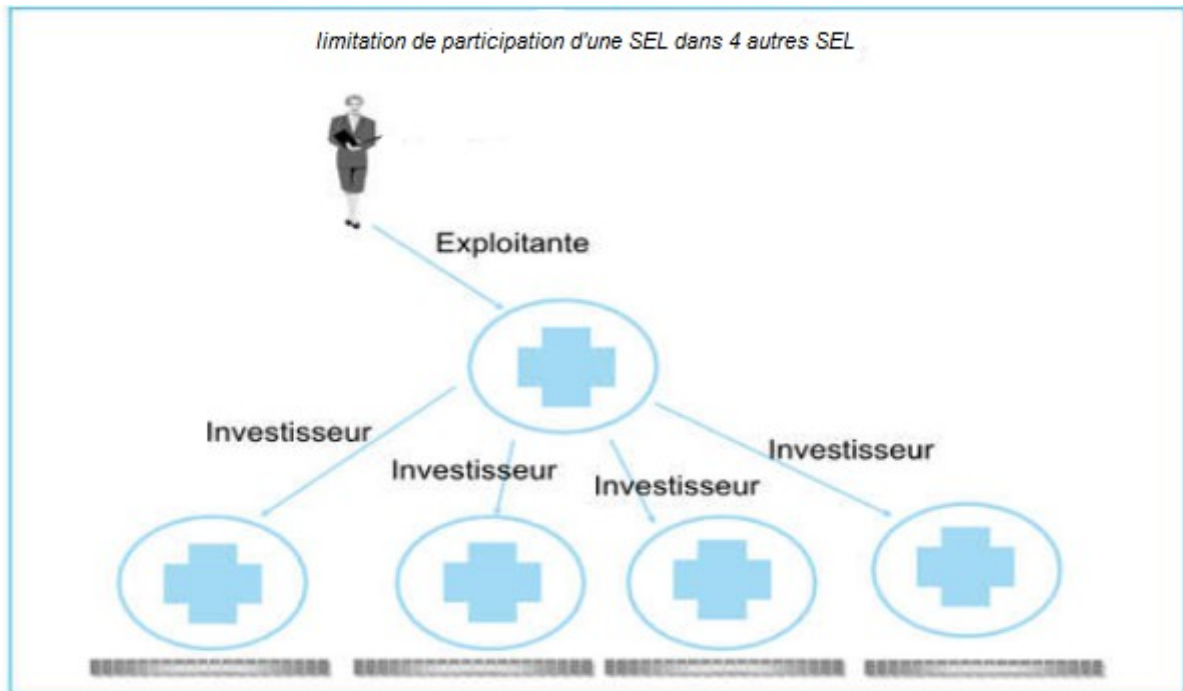 limitation de participation d'une SEL dans 4 autres SEL
Exploitante
Investisseur
Investisseur
Investisseur
Investisseur